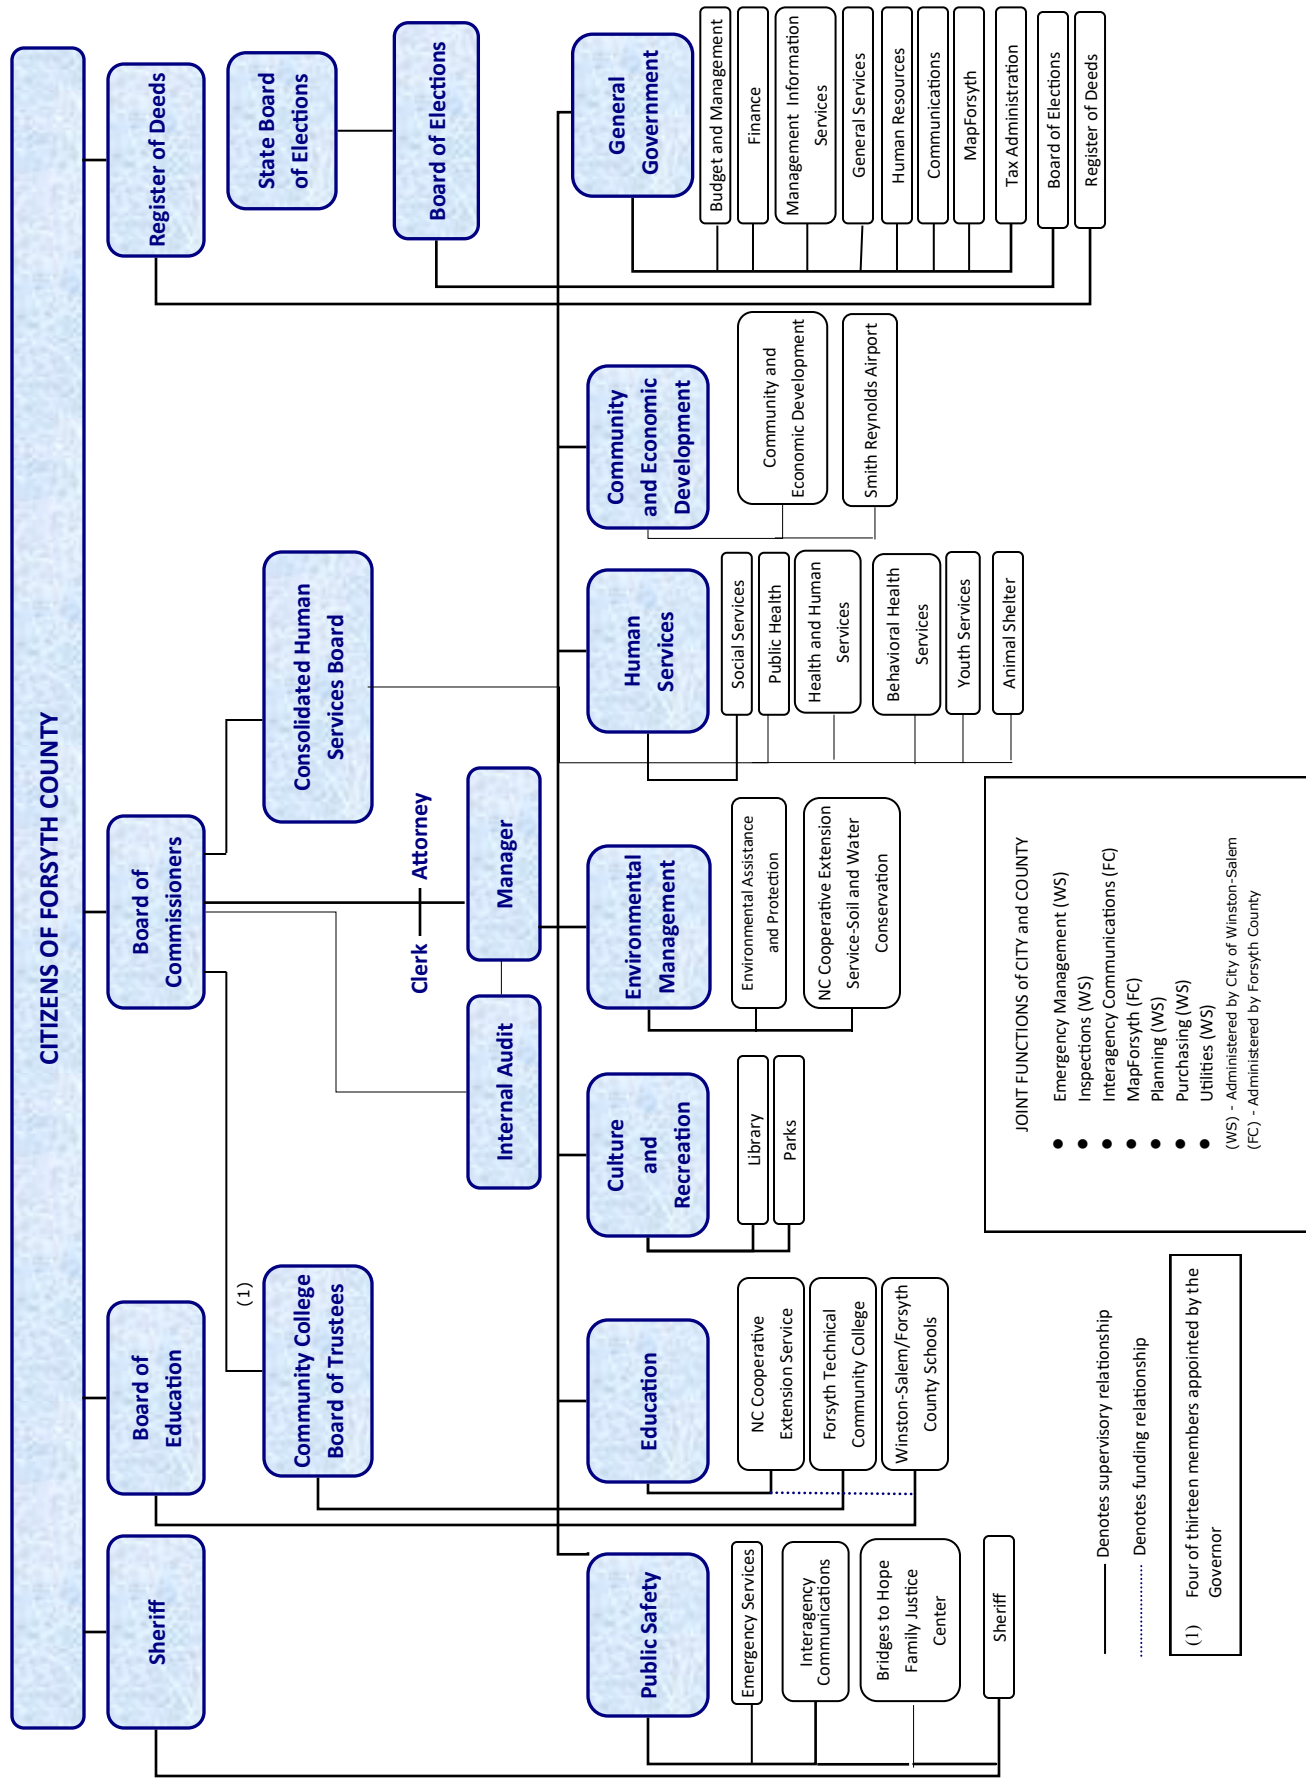 CITIZENS OF FORSYTH COUNTY
Sheriff
Board of
Education
Board of
Commissioners
Register of Deeds
(1)
Community College
Board of Trustees
Consolidated Human
Services Board
State Board
of Elections
Clerk
Attorney
Board of Elections
Internal Audit
Manager
Public Safety
Education
Culture
and
Recreation
Environmental
Management
Human
Services
Community
and Economic
Development
General
Government
Emergency Services
Interagency
Communications
Bridges to Hope
Family Justice
Center
Sheriff
NC Cooperative
Extension Service
Forsyth Technical
Community College
Winston-Salem/Forsyth
County Schools
Library
Parks
Environmental Assistance
and Protection
NC Cooperative Extension
Service-Soil and Water
Conservation
Social Services
Public Health
Health and Human
Services
Behavioral Health
Services
Youth Services
Animal Shelter
Community and
Economic Development
Smith Reynolds Airport
Budget and Management
Finance
Management Information
Services
General Services
Human Resources
Communications
MapForsyth
Tax Administration
Board of Elections
Register of Deeds
Denotes supervisory relationship
Denotes funding relationship
(1) Four of thirteen members appointed by the
Governor
JOINT FUNCTIONS of CITY and COUNTY
● Emergency Management (WS)
● Inspections (WS)
● Interagency Communications (FC)
● MapForsyth (FC)
● Planning (WS)
● Purchasing (WS)
● Utilities (WS)
(WS) - Administered by City of Winston-Salem
(FC) - Administered by Forsyth County